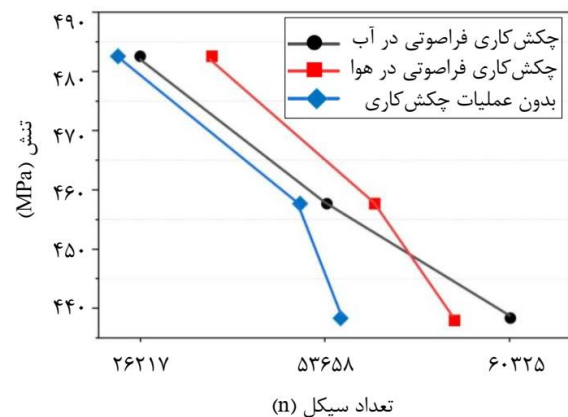 ۴۹۰
۴۸۰
۴۷۰
۴۶۰
۴۵۰
۴۴۰
تنش (MPa)
چکش‌کاری فراصوتی در آب
چکش‌کاری فراصوتی در هوا
بدون عملیات چکش‌کاری
۲۶۲۱۷ ۵۳۶۵۸ ۶۰۳۲۵
تعداد سیکل (n)